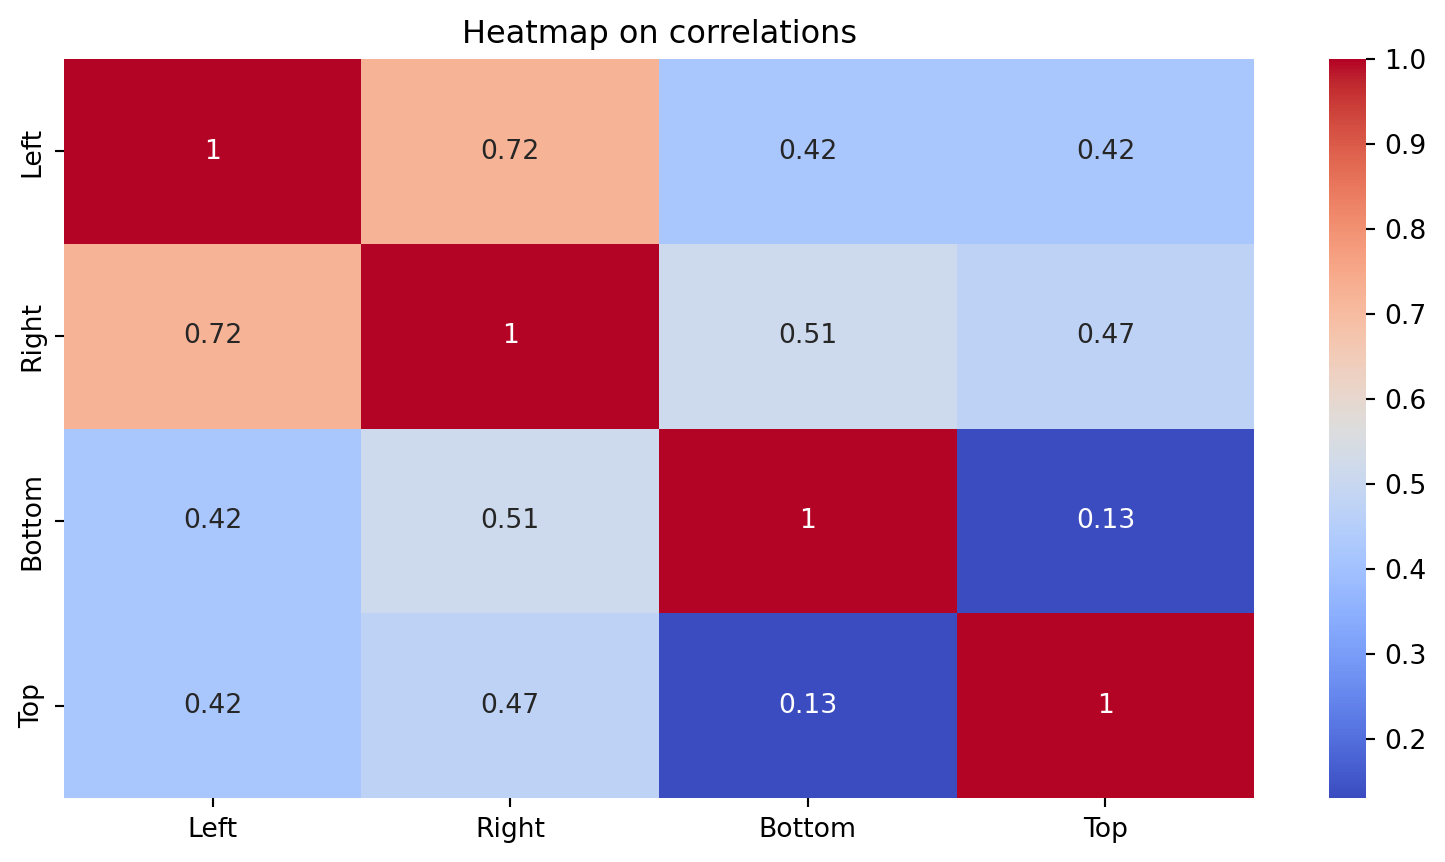 Heatmap on correlations
Left 1 0.72 0.42 0.42
Right 0.72 1 0.51 0.47
Bottom 0.42 0.51 1 0.13
Top 0.42 0.47 0.13 1
Left Right Bottom Top
1.0
0.9
0.8
0.7
0.6
0.5
0.4
0.3
0.2